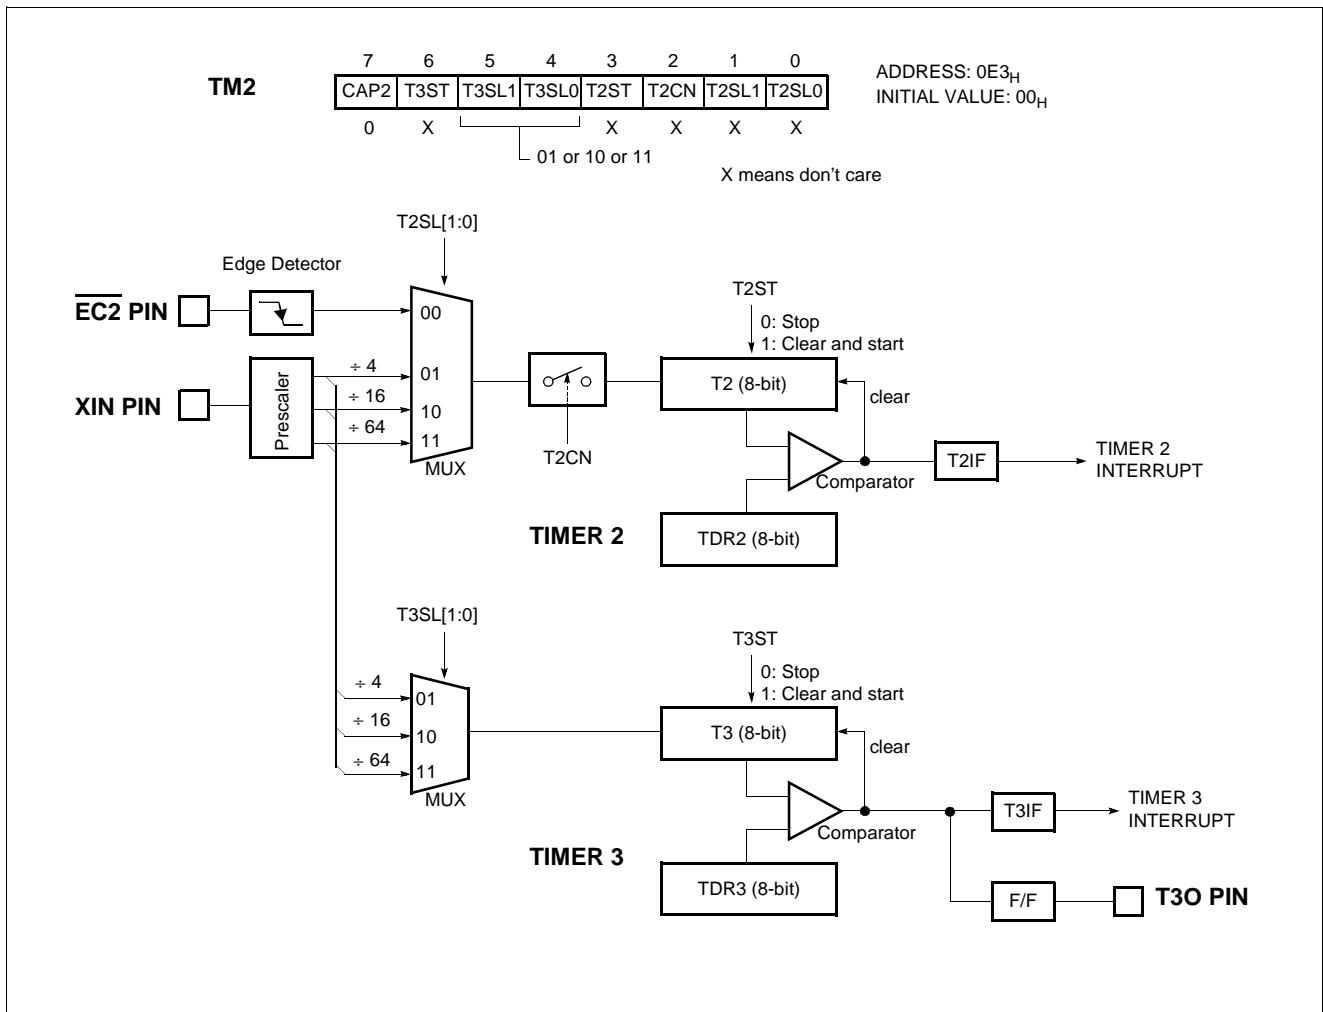 7 6 5 4 3 2 1 0
TM2
CAP2 T3ST T3SL1 T3SL0 T2ST T2CN T2SL1 T2SL0
ADDRESS: 0E3H
INITIAL VALUE: 00H
0 X X X X X
01 or 10 or 11
X means don't care
T2SL[1:0]
Edge Detector
EC2 PIN
00
T2ST
0: Stop
1: Clear and start
XIN PIN
Prescaler
÷ 4
01
÷ 16
10
÷ 64
11
MUX
T2CN
T2 (8-bit)
clear
Comparator
T2IF
TIMER 2
INTERRUPT
TIMER 2
TDR2 (8-bit)
T3SL[1:0]
T3ST
0: Stop
1: Clear and start
÷ 4
01
÷ 16
10
÷ 64
11
MUX
T3 (8-bit)
clear
Comparator
T3IF
TIMER 3
INTERRUPT
TIMER 3
TDR3 (8-bit)
F/F
T3O PIN